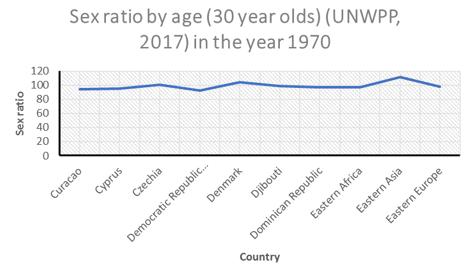 Sex ratio by age (30 year olds) (UNWPP,
2017) in the year 1970
120
100
80
60
40
20
0
Sex ratio
Curacao
Cyprus
Czechia
Democratic Republic...
Denmark
Djibouti
Dominican Republic
Eastern Africa
Eastern Asia
Eastern Europe
Country